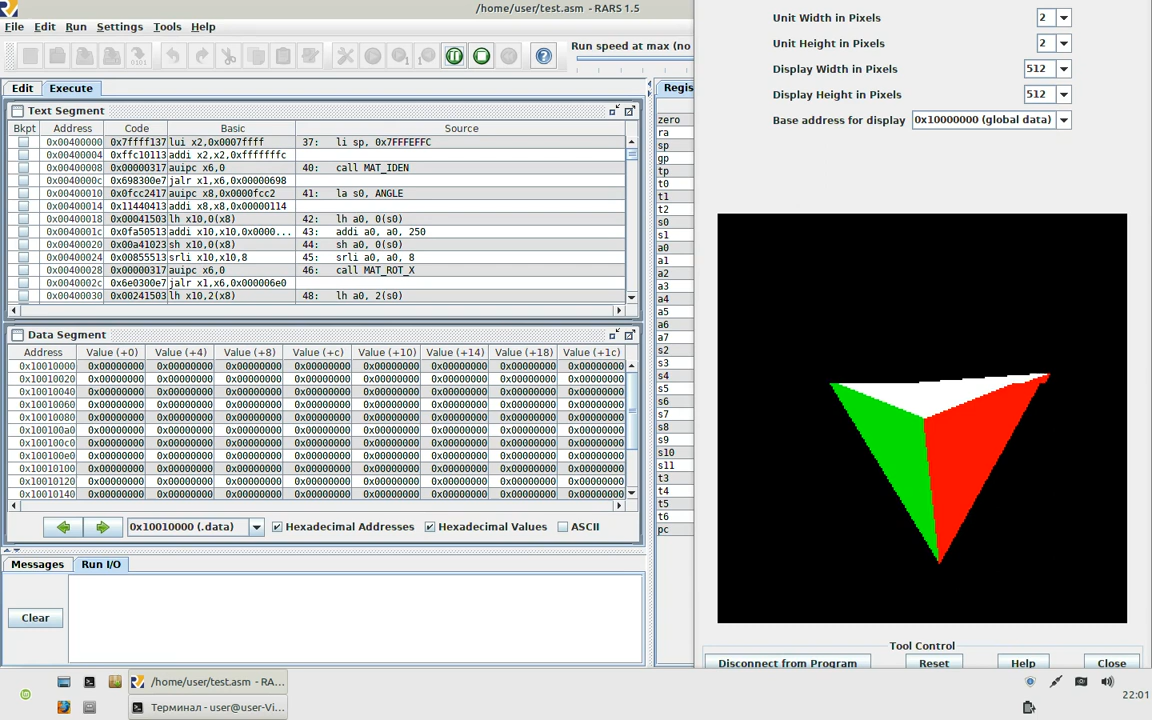 /home/user/test.asm - RARS 1.5
File Edit Run Settings Help
Run speed at max (no
Edit Execute
Text Segment
Bkpt Address Code Basic Source
0x00400000 0x7ffff137 lui x2,0x0007ffff 37: li sp, 0x7FFFEFFC
0x00400004 0xffc10113 addi x2,x2,0xfffffffc
0x00400008 0x00000317 auipc x6,0 40: call MAT_IDEN
0x0040000c 0x698300e7 jalr x1,x6,0x00000698
0x00400010 0x0fcc2417 auipc x8,0x0000fcc2 41: la s0, ANGLE
0x00400014 0x11440413 addi x8,x8,0x00000114
0x00400018 0x00041503 lh x10,0(x8) 42: lh a0, 0(s0)
0x0040001c 0x0fa50513 addi x10,x10,0x0000... 43: addi a0, a0, 250
0x00400020 0x00a41023 sh x10,0(x8) 44: sh a0, 0(s0)
0x00400024 0x00855513 srli x10,x10,8 45: srli a0, a0, 8
0x00400028 0x00000317 auipc x6,0 46: call MAT_ROT_X
0x0040002c 0x6e0300e7 jalr x1,x6,0x000006e0
0x00400030 0x00241503 lh x10,2(x8) 48: lh a0, 2(s0)
Data Segment
Address Value (+0) Value (+4) Value (+8) Value (+c) Value (+10) Value (+14) Value (+18) Value (+1c)
0x10010000 0x00000000 0x00000000 0x00000000 0x00000000 0x00000000 0x00000000 0x00000000 0x00000000
0x10010020 0x00000000 0x00000000 0x00000000 0x00000000 0x00000000 0x00000000 0x00000000 0x00000000
0x10010040 0x00000000 0x00000000 0x00000000 0x00000000 0x00000000 0x00000000 0x00000000 0x00000000
0x10010060 0x00000000 0x00000000 0x00000000 0x00000000 0x00000000 0x00000000 0x00000000 0x00000000
0x10010080 0x00000000 0x00000000 0x00000000 0x00000000 0x00000000 0x00000000 0x00000000 0x00000000
0x100100a0 0x00000000 0x00000000 0x00000000 0x00000000 0x00000000 0x00000000 0x00000000 0x00000000
0x100100c0 0x00000000 0x00000000 0x00000000 0x00000000 0x00000000 0x00000000 0x00000000 0x00000000
0x100100e0 0x00000000 0x00000000 0x00000000 0x00000000 0x00000000 0x00000000 0x00000000 0x00000000
0x10010100 0x00000000 0x00000000 0x00000000 0x00000000 0x00000000 0x00000000 0x00000000 0x00000000
0x10010120 0x00000000 0x00000000 0x00000000 0x00000000 0x00000000 0x00000000 0x00000000 0x00000000
0x10010140 0x00000000 0x00000000 0x00000000 0x00000000 0x00000000 0x00000000 0x00000000 0x00000000
0x10010000 (.data) Hexadecimal Addresses Hexadecimal Values ASCII
Messages Run I/O
Clear
Regis
zero
ra
sp
gp
tp
t0
t1
t2
s0
s1
a0
a1
a2
a3
a4
a5
a6
a7
s2
s3
s4
s5
s6
s7
s8
s9
s10
s11
t3
t4
t5
t6
pc
Unit Width in Pixels 2
Unit Height in Pixels 2
Display Width in Pixels 512
Display Height in Pixels 512
Base address for display 0x10000000 (global data)
Tool Control
Disconnect from Program Reset Help Close
/home/user/test.asm - RA...
Терминал - user@user-Vi...
22:01